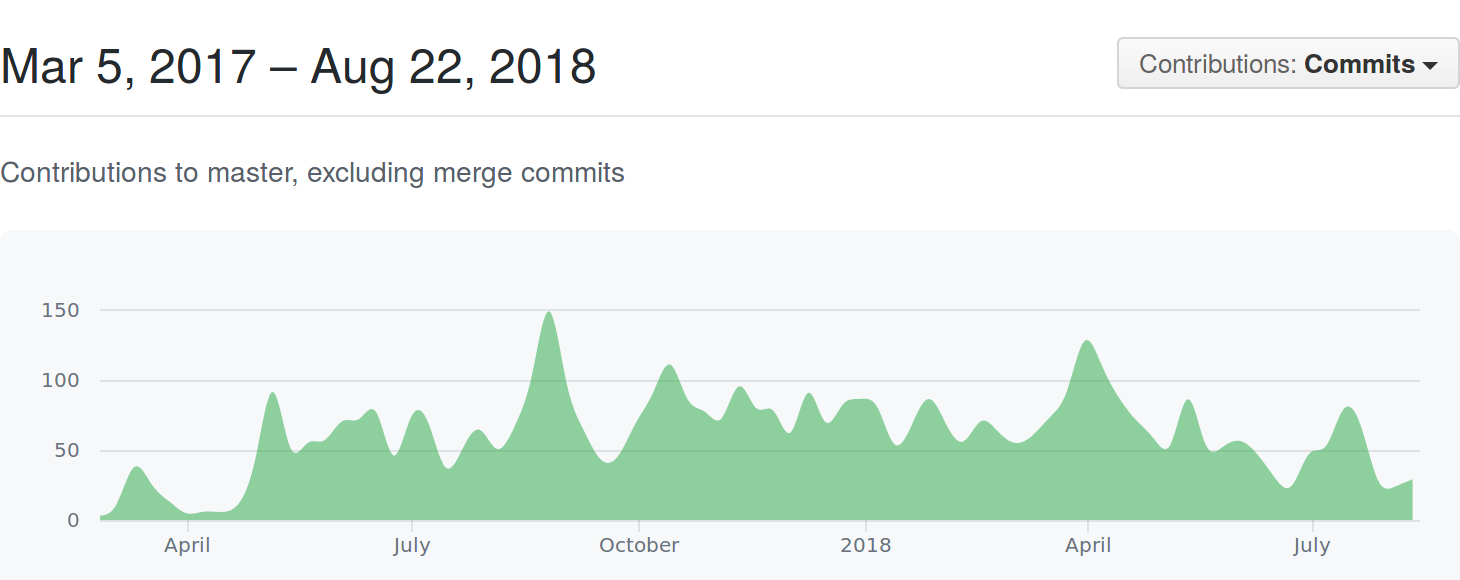 Mar 5, 2017 – Aug 22, 2018
Contributions: Commits
Contributions to master, excluding merge commits
150
100
50
0
April July October 2018 April July